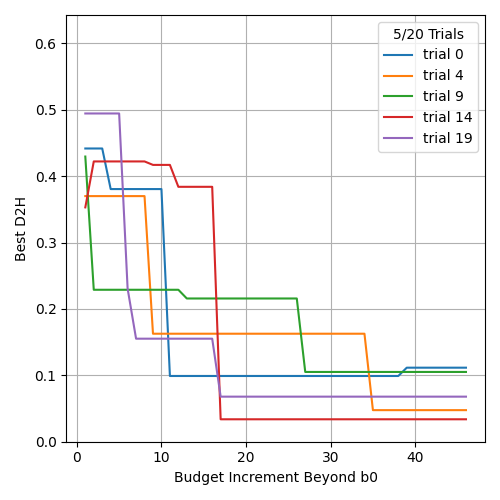 5/20 Trials
trial 0
trial 4
trial 9
trial 14
trial 19
0.6
0.5
0.4
0.3
0.2
0.1
0.0
Best D2H
0 10 20 30 40
Budget Increment Beyond b0